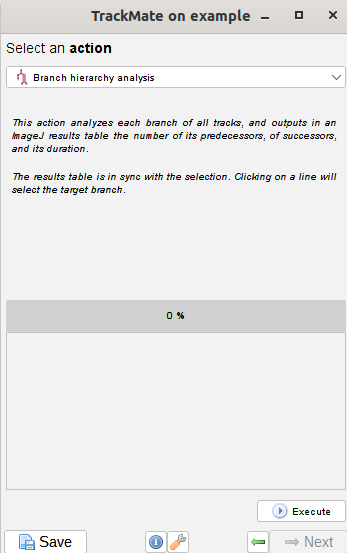 TrackMate on example
Select an action
Branch hierarchy analysis
This action analyzes each branch of all tracks, and outputs in an
ImageJ results table the number of its predecessors, of successors,
and its duration.
The results table is in sync with the selection. Clicking on a line will
select the target branch.
0 %
Execute
Save
Next